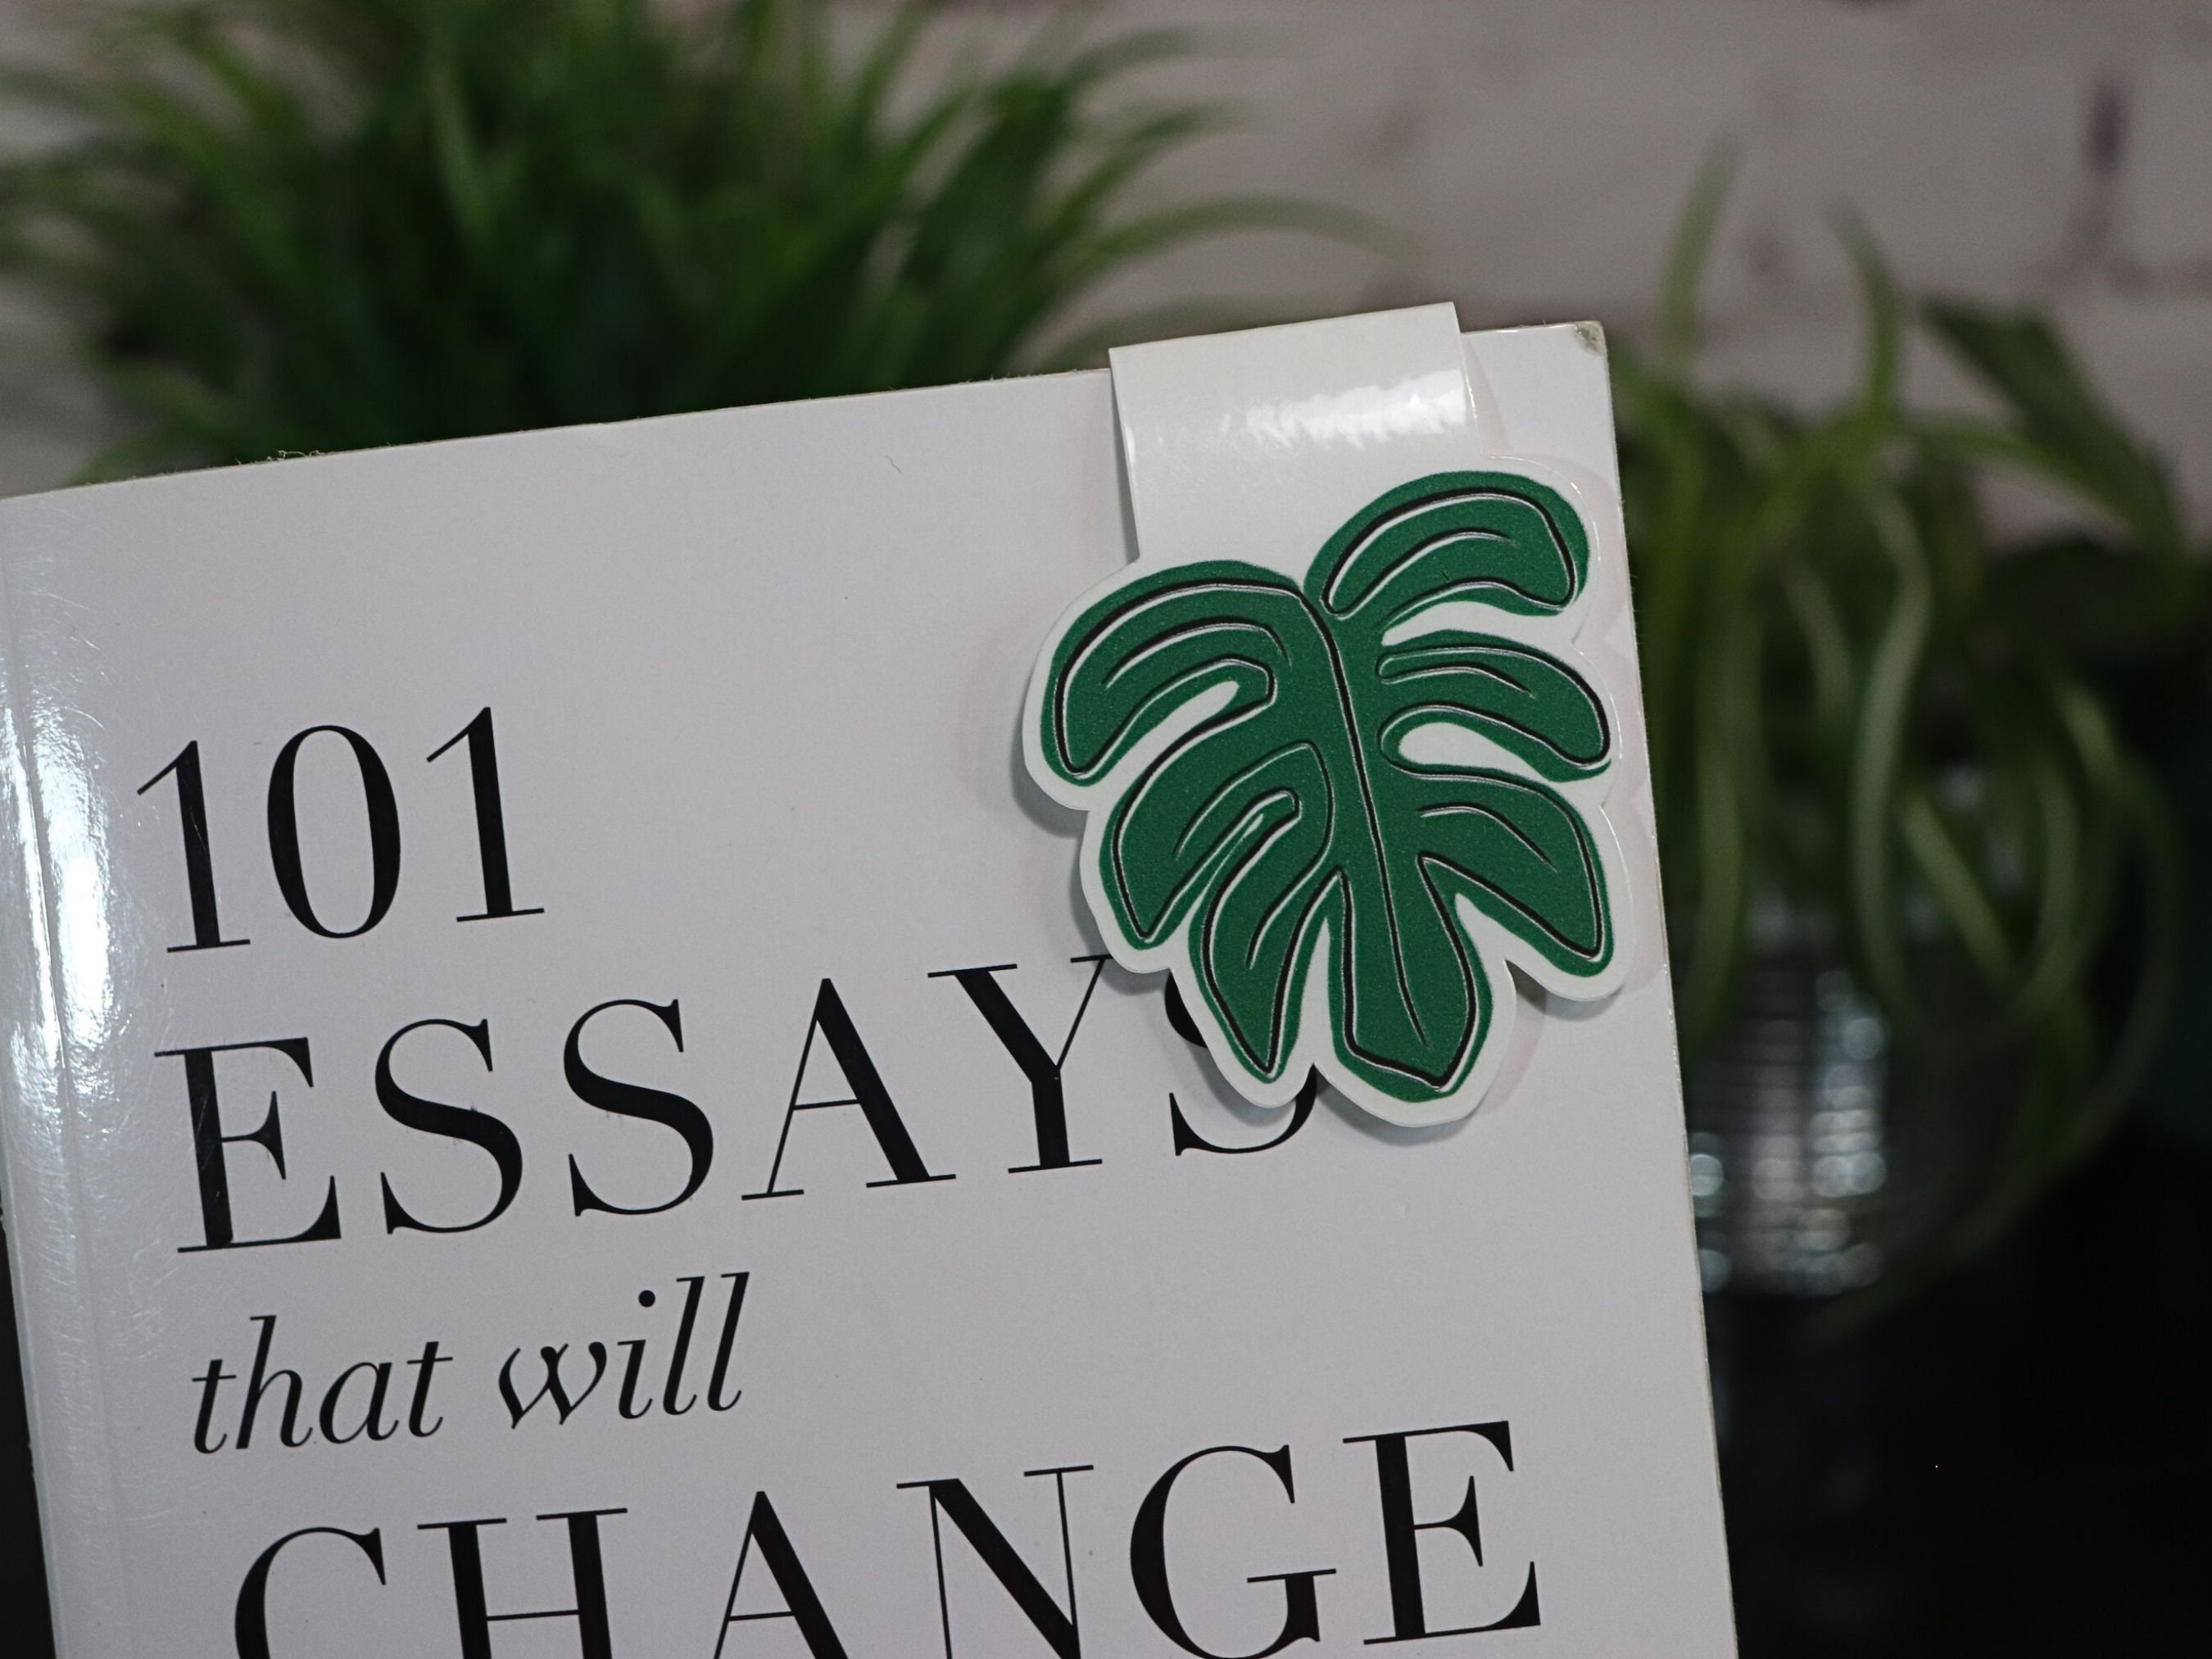 101
ESSAYS
that will
CHANGE